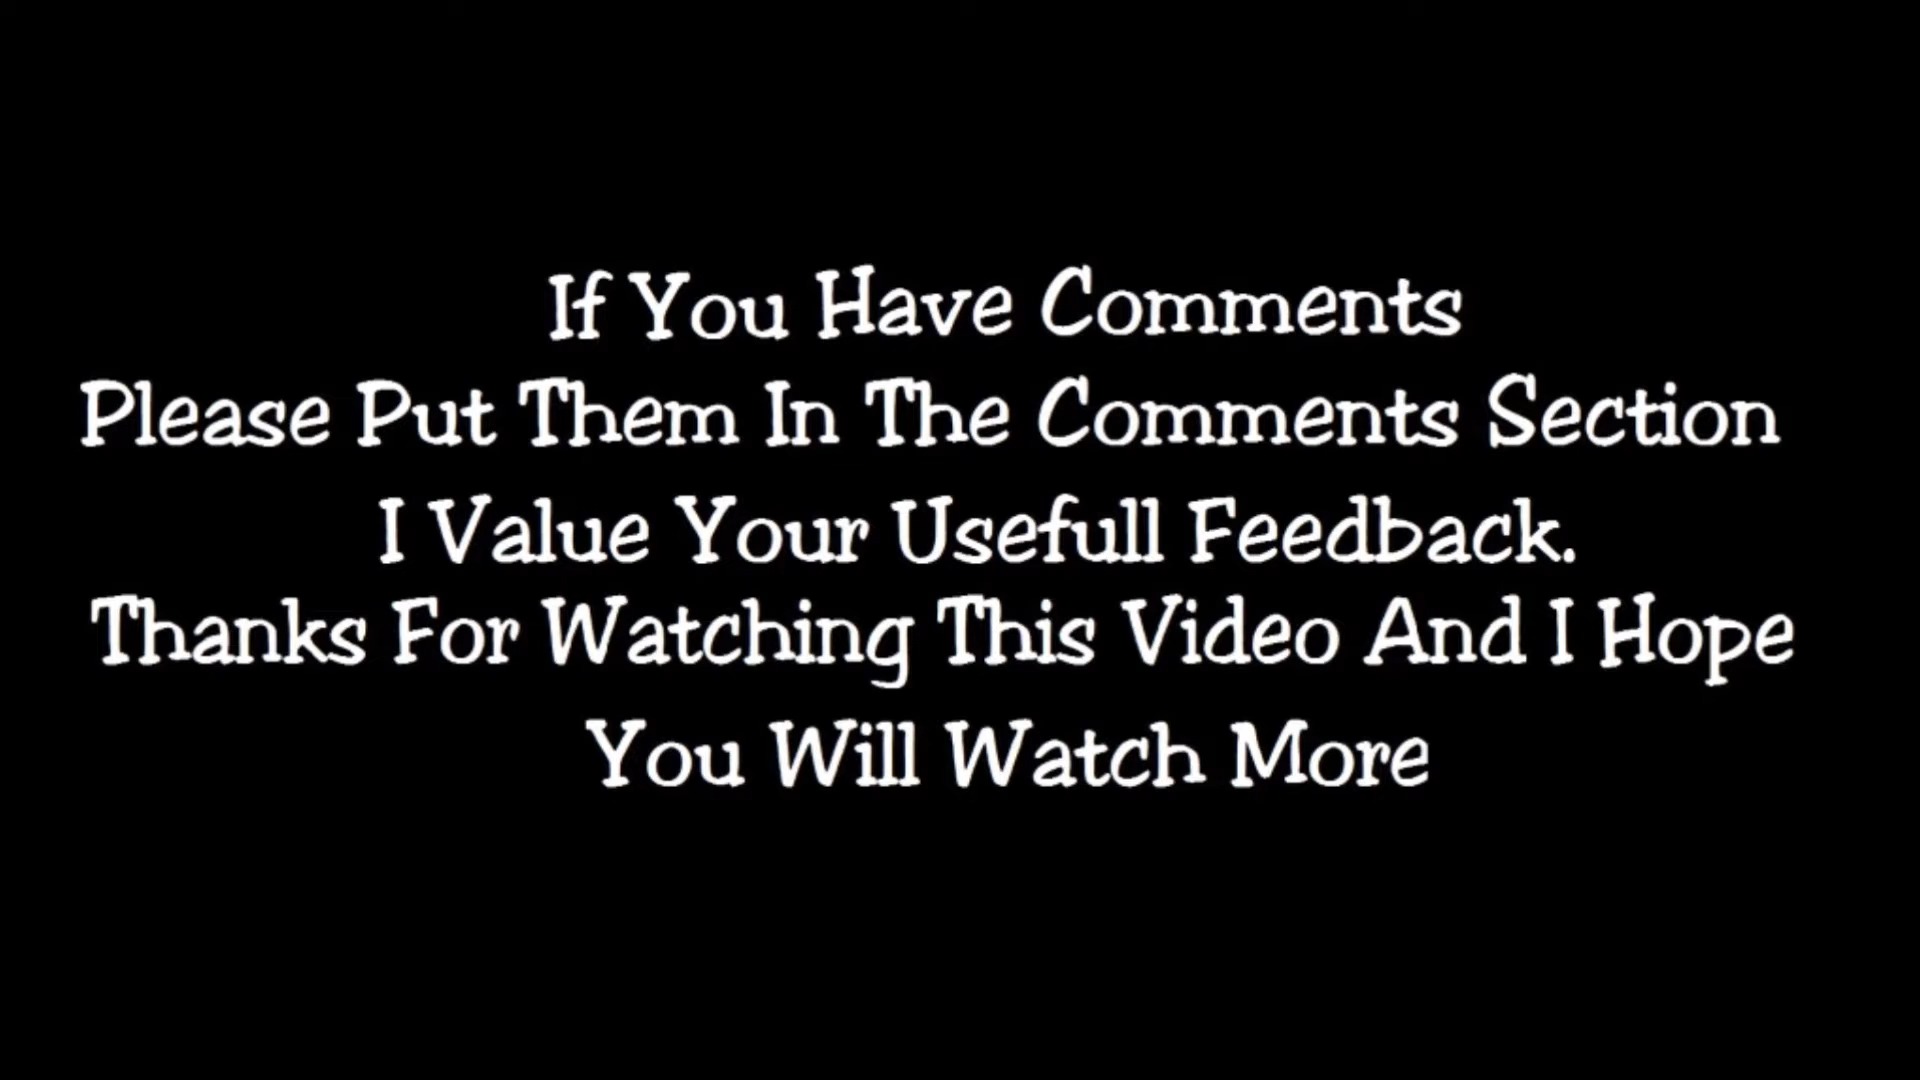 If You Have Comments
Please Put Them In The Comments Section
I Value Your Usefull Feedback.
Thanks For Watching This Video And I Hope
You Will Watch More